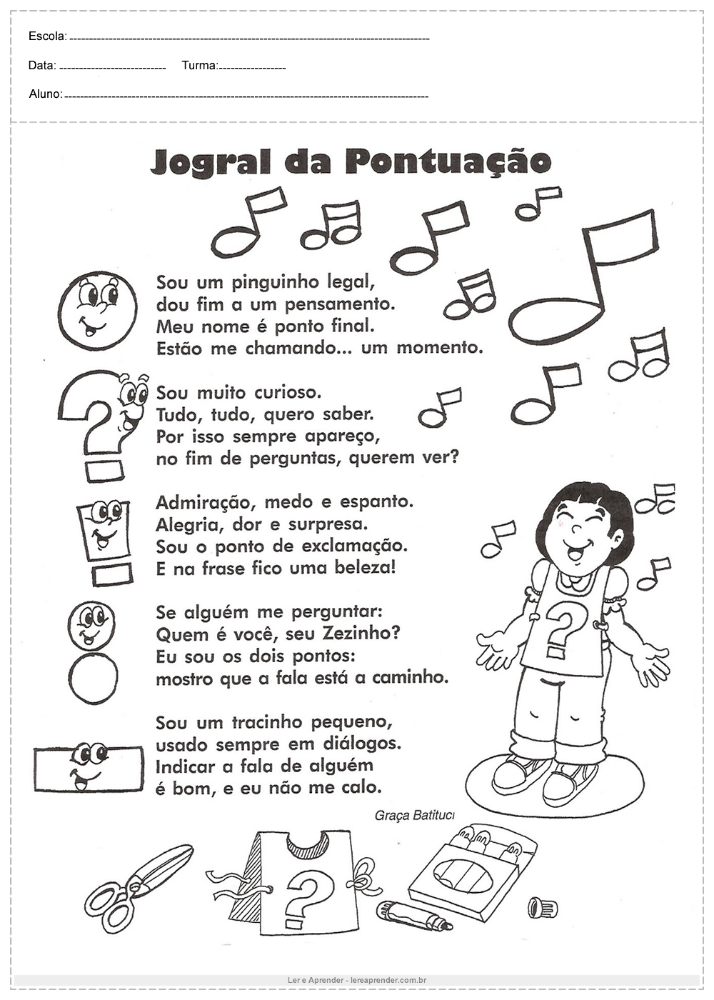 Escola:
Data: Turma:
Aluno:
Jogral da Pontuação
Sou um pinguinho legal,
dou fim a um pensamento.
Meu nome é ponto final.
Estão me chamando... um momento.
Sou muito curioso.
Tudo, tudo, quero saber.
Por isso sempre apareço,
no fim de perguntas, querem ver?
Admiração, medo e espanto.
Alegria, dor e surpresa.
Sou o ponto de exclamação.
E na frase fico uma beleza!
Se alguém me perguntar:
Quem é você, seu Zezinho?
Eu sou os dois pontos:
mostro que a fala está a caminho.
Sou um tracinho pequeno,
usado sempre em diálogos.
Indicar a fala de alguém
é bom, e eu não me calo.
Graça Batituci
Ler e Aprender - lereaprender.com.br